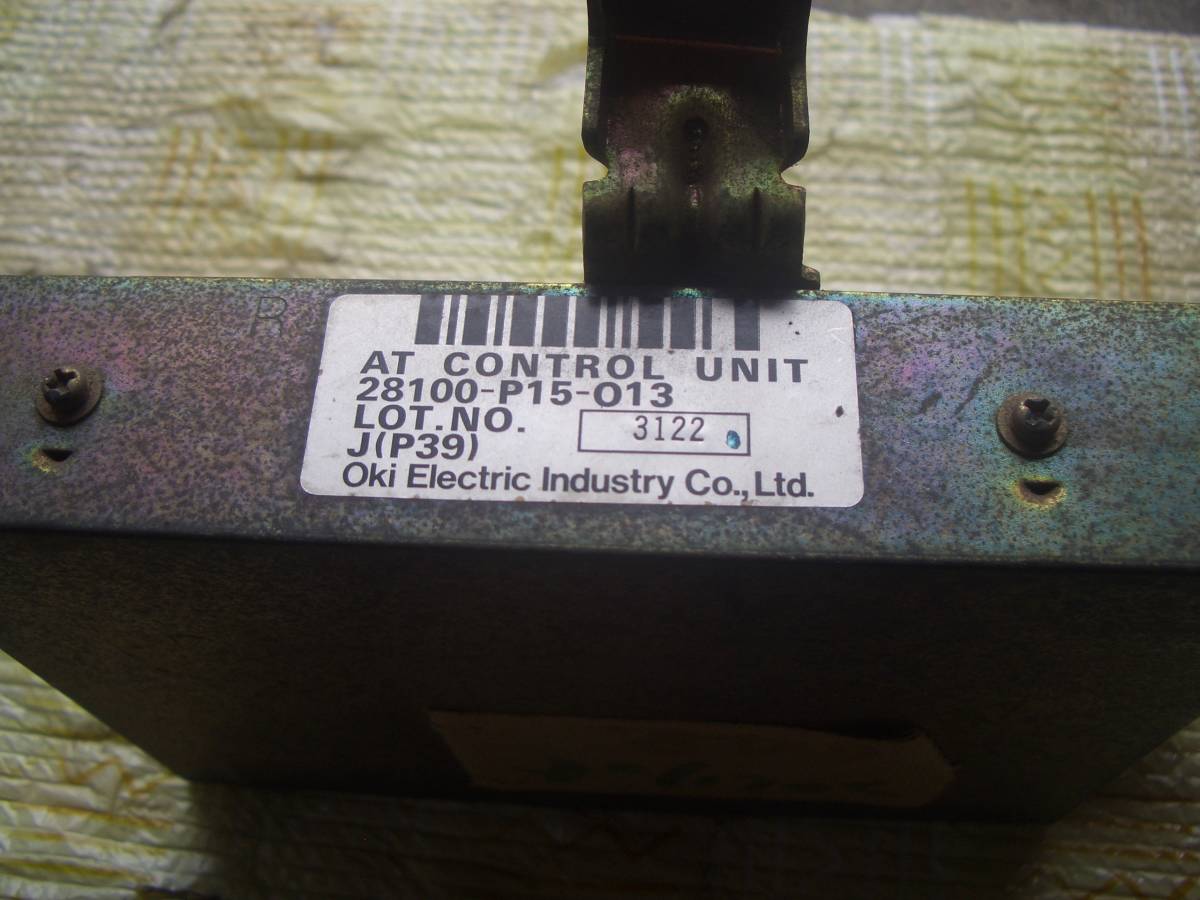 R
AT CONTROL UNIT
28100-P15-013
LOT.NO. 3122
J(P39)
Oki Electric Industry Co., Ltd.